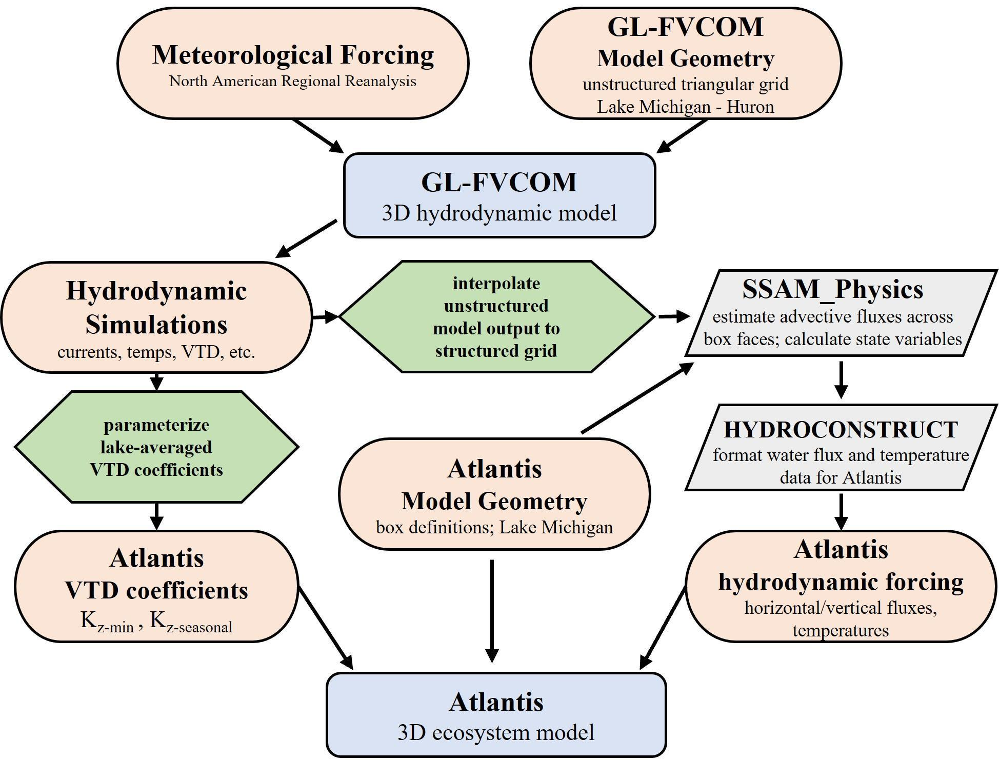 Meteorological Forcing
North American Regional Reanalysis
GL-FVCOM
Model Geometry
unstructured triangular grid
Lake Michigan - Huron
GL-FVCOM
3D hydrodynamic model
Hydrodynamic
Simulations
currents, temps, VTD, etc.
interpolate
unstructured
model output to
structured grid
SSAM_Physics
estimate advective fluxes across
box faces; calculate state variables
parameterize
lake-averaged
VTD coefficients
Atlantis
Model Geometry
box definitions; Lake Michigan
HYDROCONSTRUCT
format water flux and temperature
data for Atlantis
Atlantis
VTD coefficients
Kz-min , Kz-seasonal
Atlantis
hydrodynamic forcing
horizontal/vertical fluxes,
temperatures
Atlantis
3D ecosystem model